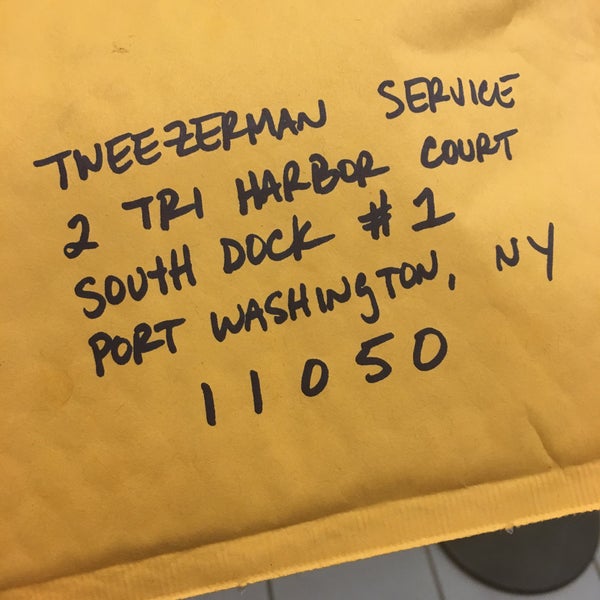 TWEEZERMAN SERVICE
2 TRI HARBOR COURT
SOUTH DOCK #1
PORT WASHINGTON, NY
11050